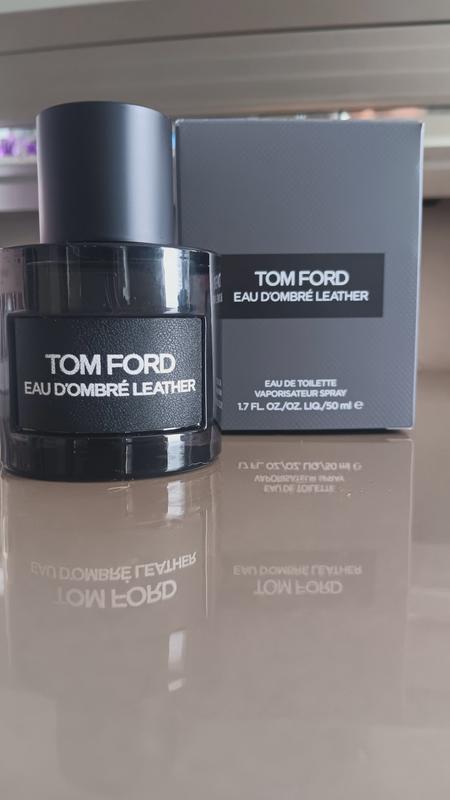 TOM FORD
EAU D'OMBRÉ LEATHER
TOM FORD
EAU D'OMBRÉ LEATHER
EAU DE TOILETTE
VAPORISATEUR SPRAY
1.7 FL. OZ./OZ. LIQ./50 ml e